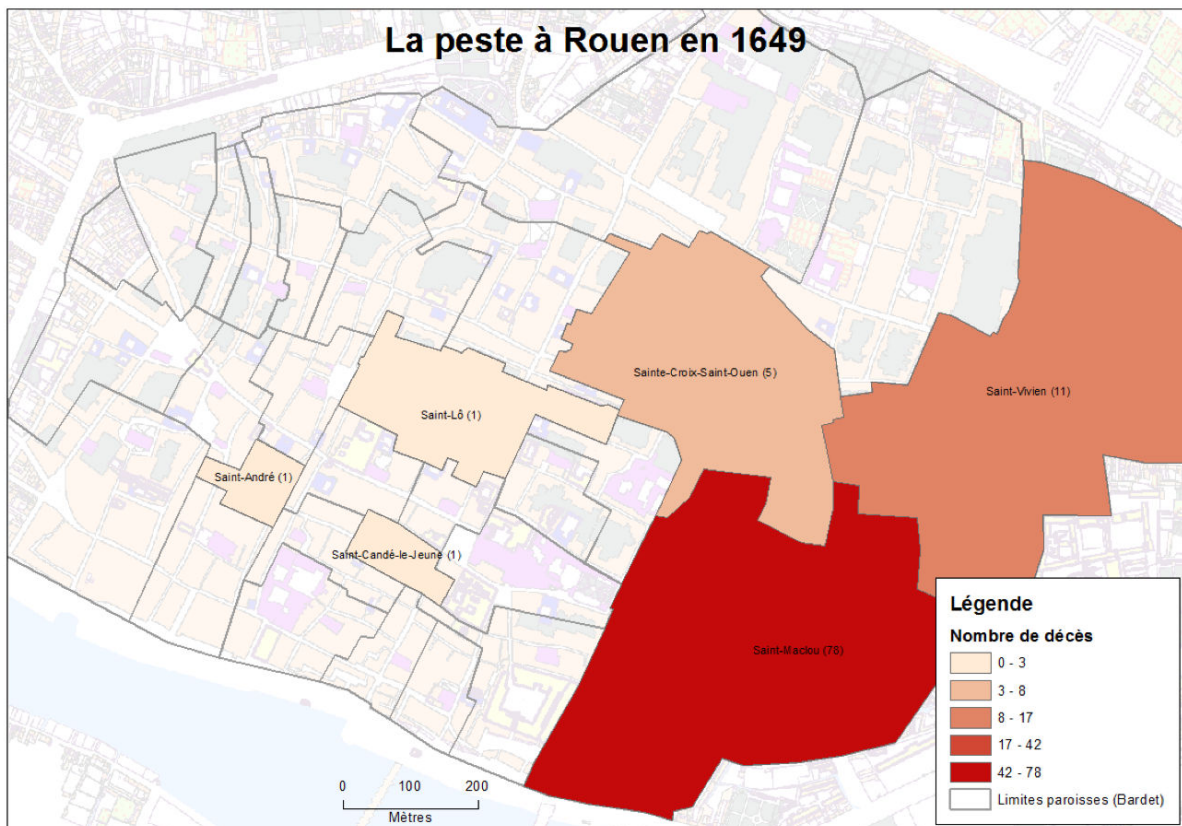 La peste à Rouen en 1649
Sainte-Croix-Saint-Ouen (5)
Saint-Vivien (11)
Saint-Lô (1)
Saint-André (1)
Saint-Candé-le-Jeune (1)
Saint-Maclou (78)
Légende
Nombre de décès
0 - 3
3 - 8
8 - 17
17 - 42
42 - 78
Limites paroisses (Bardet)
0 100 200
Mètres